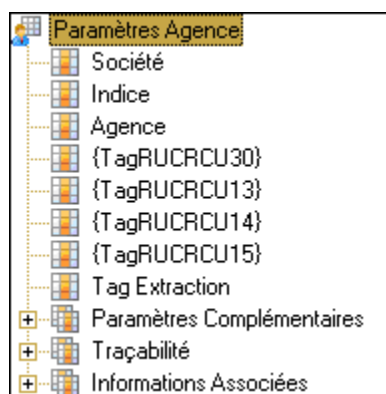 Paramètres Agence
Société
Indice
Agence
{TagRUCRCU30}
{TagRUCRCU13}
{TagRUCRCU14}
{TagRUCRCU15}
Tag Extraction
Paramètres Complémentaires
Traçabilité
Informations Associées